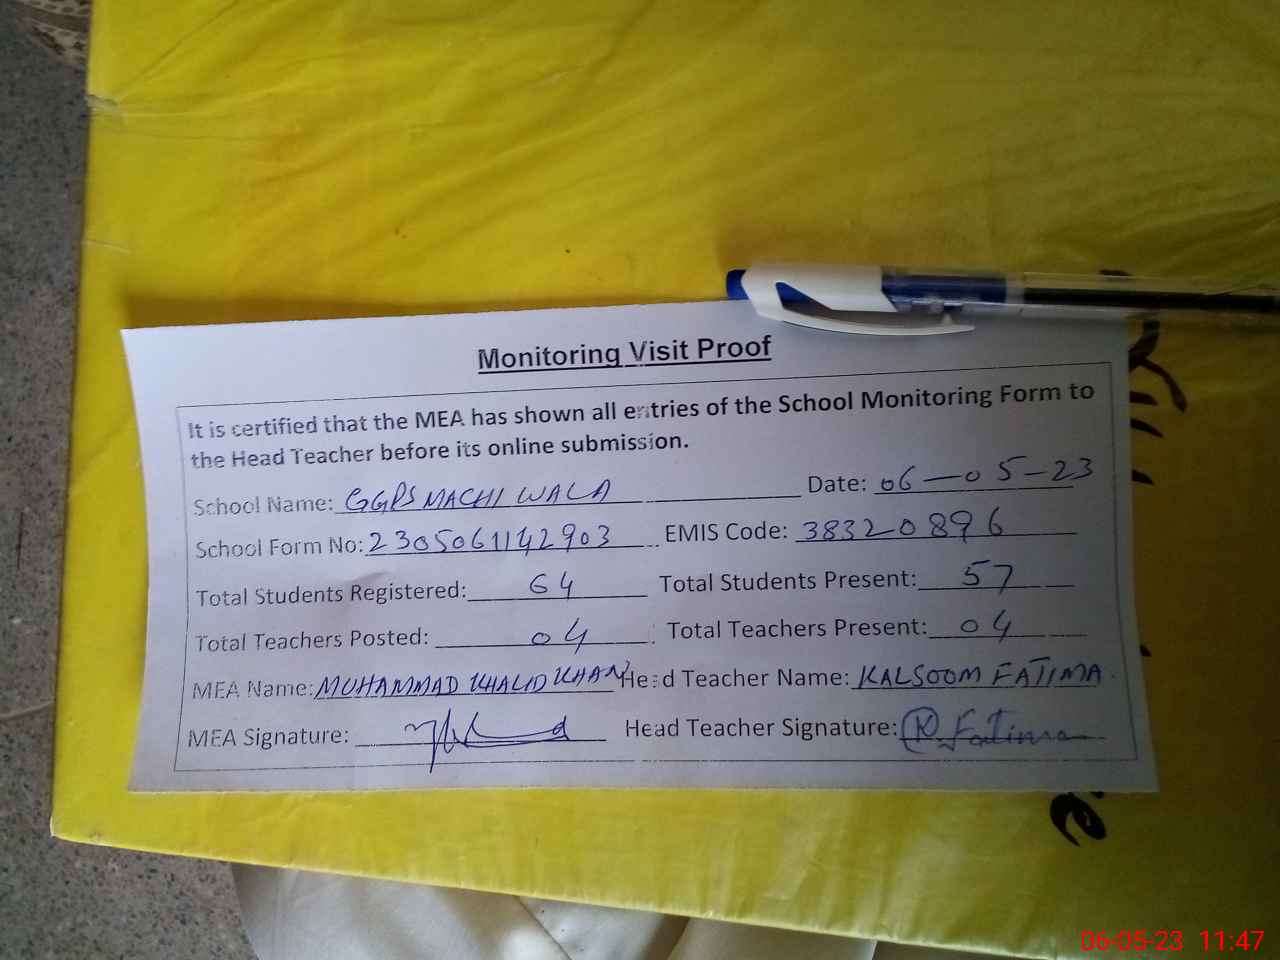 Monitoring Visit Proof
It is certified that the MEA has shown all entries of the School Monitoring Form to
the Head Teacher before its online submission.
School Name: GGPS MACHI WALA Date: 06-05-23
School Form No: 2305061142903 EMIS Code: 38320896
Total Students Registered: 64 Total Students Present: 57
Total Teachers Posted: 04 Total Teachers Present: 04
MEA Name: MUHAMMAD KHALID KHAN Head Teacher Name: KALSOOM FATIMA.
MEA Signature: Head Teacher Signature: K Fatima
06-05-23 11:47